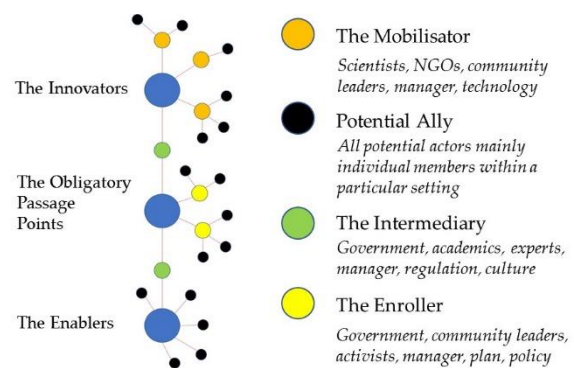 The Innovators
The Obligatory
Passage
Points
The Enablers
The Mobilisator
Scientists, NGOs, community
leaders, manager, technology
Potential Ally
All potential actors mainly
individual members within a
particular setting
The Intermediary
Government, academics, experts,
manager, regulation, culture
The Enroller
Government, community leaders,
activists, manager, plan, policy